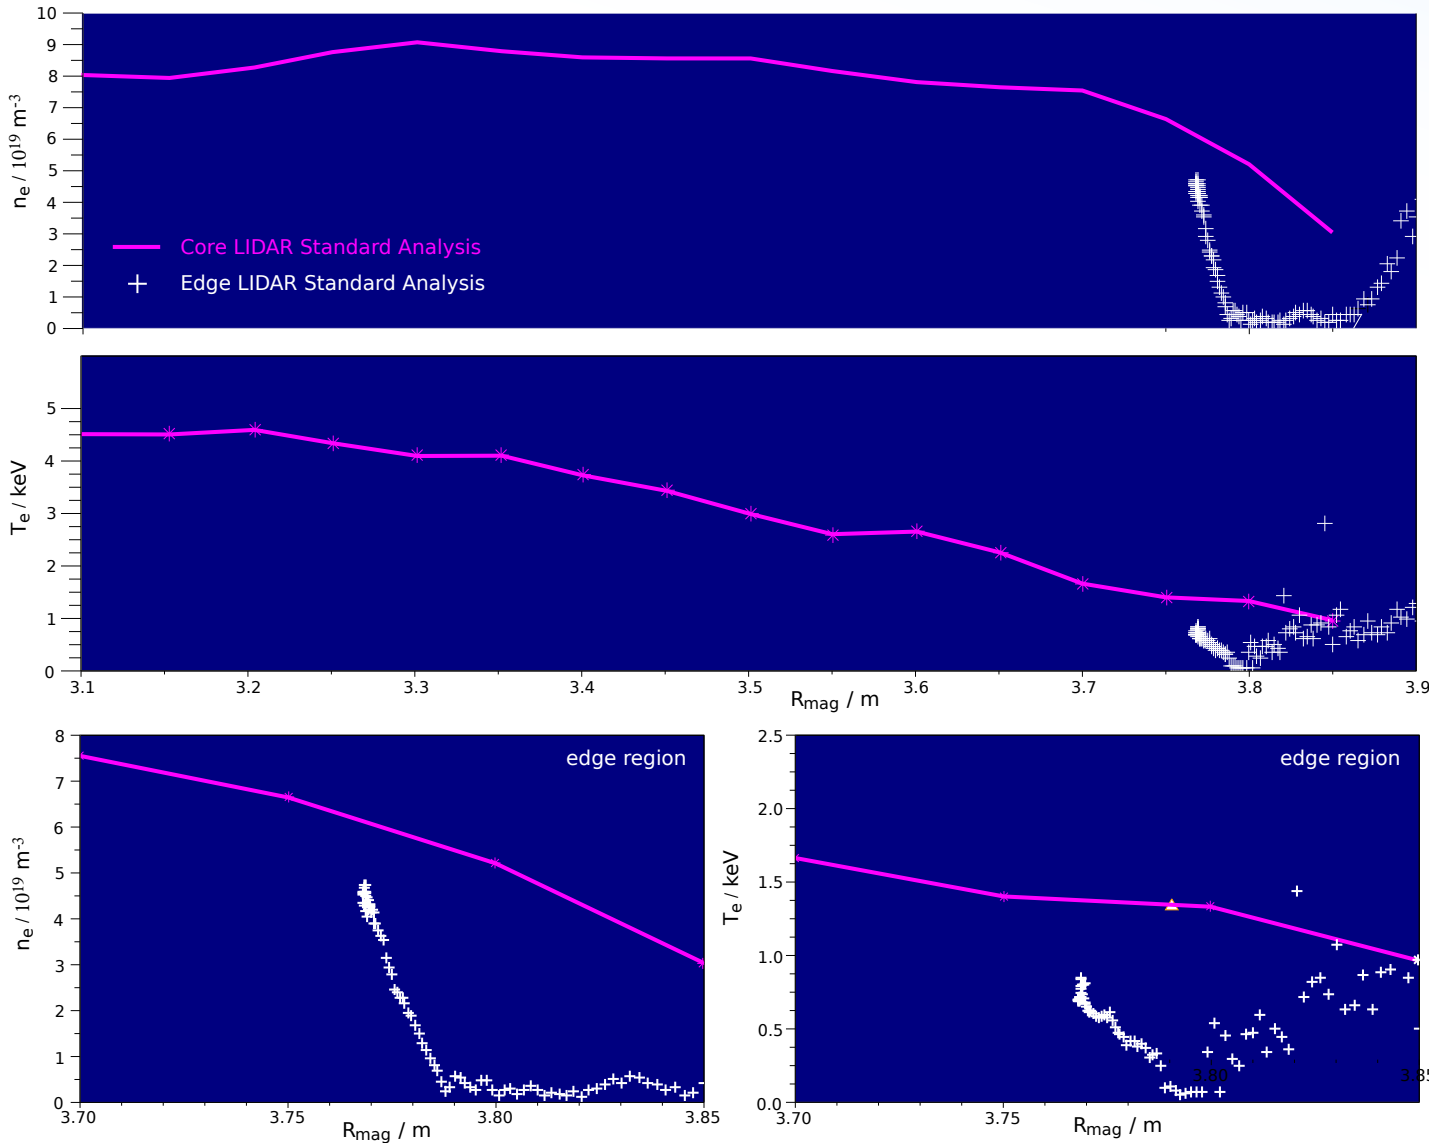 10
9
8
7
6
5
4
3
2
1
0
n_e / 10^19 m^-3
Core LIDAR Standard Analysis
Edge LIDAR Standard Analysis
5
4
3
2
1
0
T_e / keV
3.1 3.2 3.3 3.4 3.5 3.6 3.7 3.8 3.9
R_mag / m
8
7
6
5
4
3
2
1
0
n_e / 10^19 m^-3
edge region
3.70 3.75 3.80 3.85
R_mag / m
2.5
2.0
1.5
1.0
0.5
0.0
T_e / keV
edge region
3.80 3.85
3.70 3.75
R_mag / m